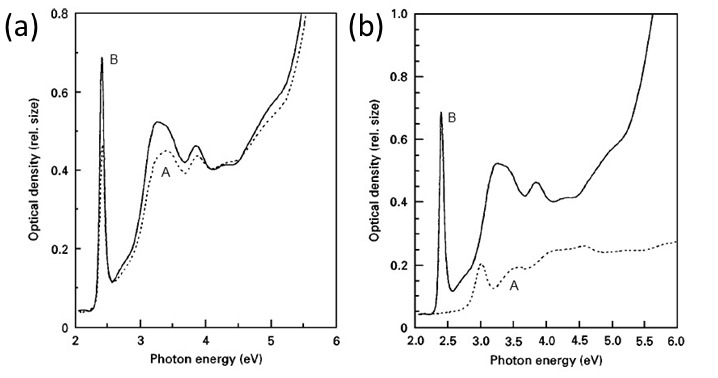 (a)
Optical density (rel. size)
0.8
0.6
0.4
0.2
0
B
A
2
3
4
5
6
Photon energy (eV)
(b)
Optical density (rel. size)
1.0
0.8
0.6
0.4
0.2
0
B
A
2.0
2.5
3.0
3.5
4.0
4.5
5.0
5.5
6.0
Photon energy (eV)